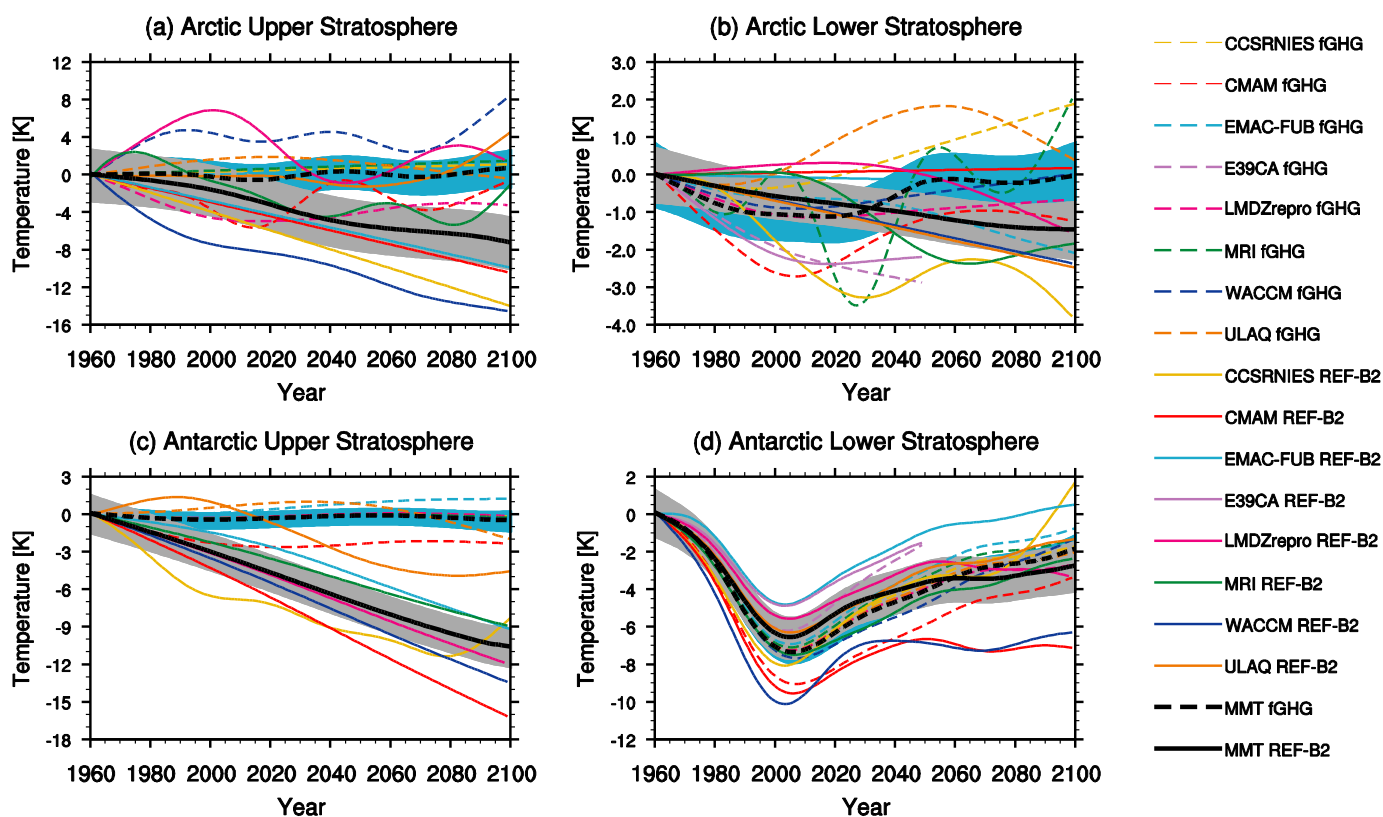 (a) Arctic Upper Stratosphere
12
8
4
0
-4
-8
-12
-16
Temperature [K]
1960 1980 2000 2020 2040 2060 2080 2100
Year
(b) Arctic Lower Stratosphere
3.0
2.0
1.0
0.0
-1.0
-2.0
-3.0
-4.0
Temperature [K]
1960 1980 2000 2020 2040 2060 2080 2100
Year
(c) Antarctic Upper Stratosphere
3
0
-3
-6
-9
-12
-15
-18
Temperature [K]
1960 1980 2000 2020 2040 2060 2080 2100
Year
(d) Antarctic Lower Stratosphere
2
0
-2
-4
-6
-8
-10
-12
Temperature [K]
1960 1980 2000 2020 2040 2060 2080 2100
Year
CCSRNIES fGHG
CMAM fGHG
EMAC-FUB fGHG
E39CA fGHG
LMDZrepro fGHG
MRI fGHG
WACCM fGHG
ULAQ fGHG
CCSRNIES REF-B2
CMAM REF-B2
EMAC-FUB REF-B2
E39CA REF-B2
LMDZrepro REF-B2
MRI REF-B2
WACCM REF-B2
ULAQ REF-B2
MMT fGHG
MMT REF-B2